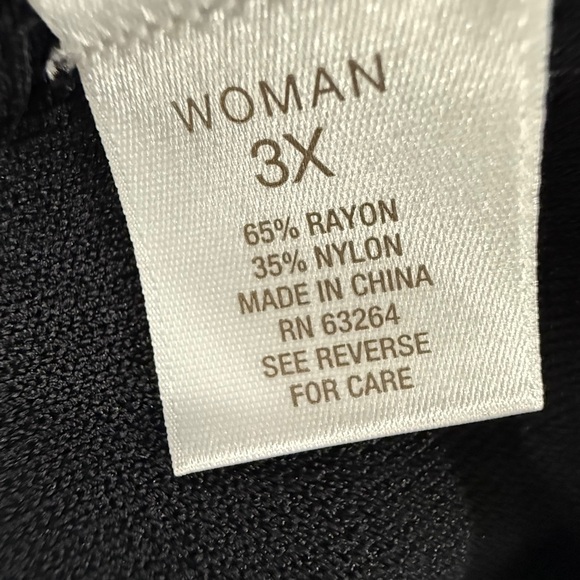 WOMAN
3X
65% RAYON
35% NYLON
MADE IN CHINA
RN 63264
SEE REVERSE
FOR CARE